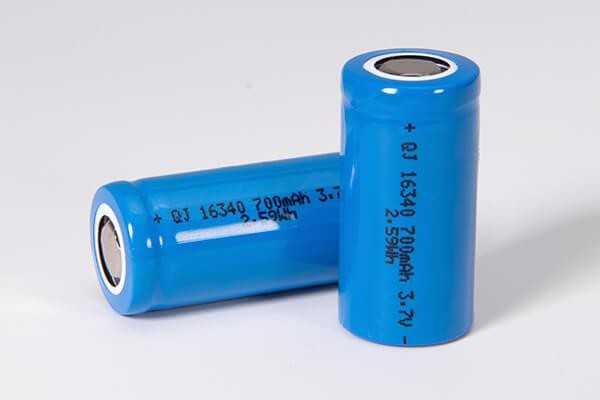 + QJ 16340 700mAh 3.7
2.59Wh
+ QJ 16340 700mAh 3.7V -
2.59Wh